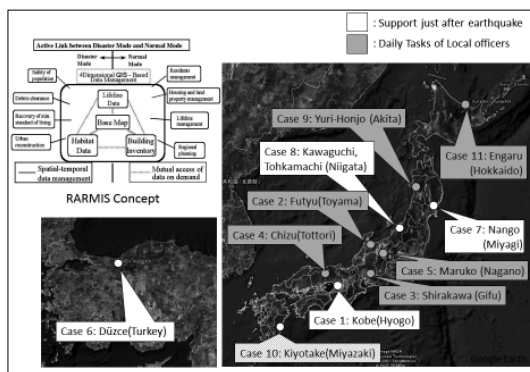 : Support just after earthquake
: Daily Tasks of Local officers
Active Link between Disaster Mode and Normal Mode
Disaster Mode
Normal Mode
4Dimensional GIS - Based
Data Management
Safety of population
Debris clearance
Recovery of min. standard of living
Urban reconstruction
Residents management
Housing and land property management
Lifeline management
Regional planning
Lifeline Data
Base Map
Habitat Data
Building Inventory
Spatial-temporal data management
Mutual access of data on demand
RARMIS Concept
Case 9: Yuri-Honjo (Akita)
Case 8: Kawaguchi,
Tohkamachi (Niigata)
Case 2: Futyu(Toyama)
Case 4: Chizu(Tottori)
Case 11: Engaru
(Hokkaido)
Case 7: Nango
(Miyagi)
Case 5: Maruko (Nagano)
Case 3: Shirakawa (Gifu)
Case 1: Kobe(Hyogo)
Case 10: Kiyotake(Miyazaki)
Case 6: Düzce(Turkey)
Google Earth